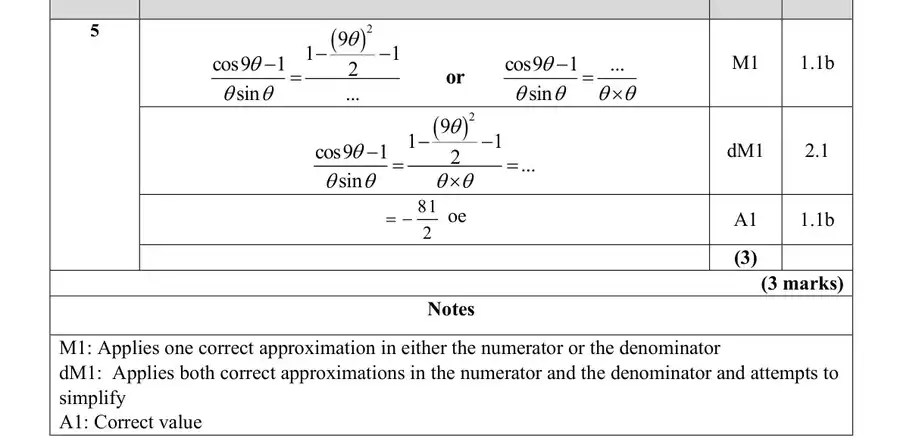 5
cos9θ−1 / θsinθ = (1−(9θ)²/2−1) / ... or cos9θ−1 / θsinθ = ... / θ×θ M1 1.1b
cos9θ−1 / θsinθ = (1−(9θ)²/2−1) / θ×θ = ... dM1 2.1
= −81/2 oe A1 1.1b
(3)
(3 marks)
Notes
M1: Applies one correct approximation in either the numerator or the denominator
dM1: Applies both correct approximations in the numerator and the denominator and attempts to
simplify
A1: Correct value